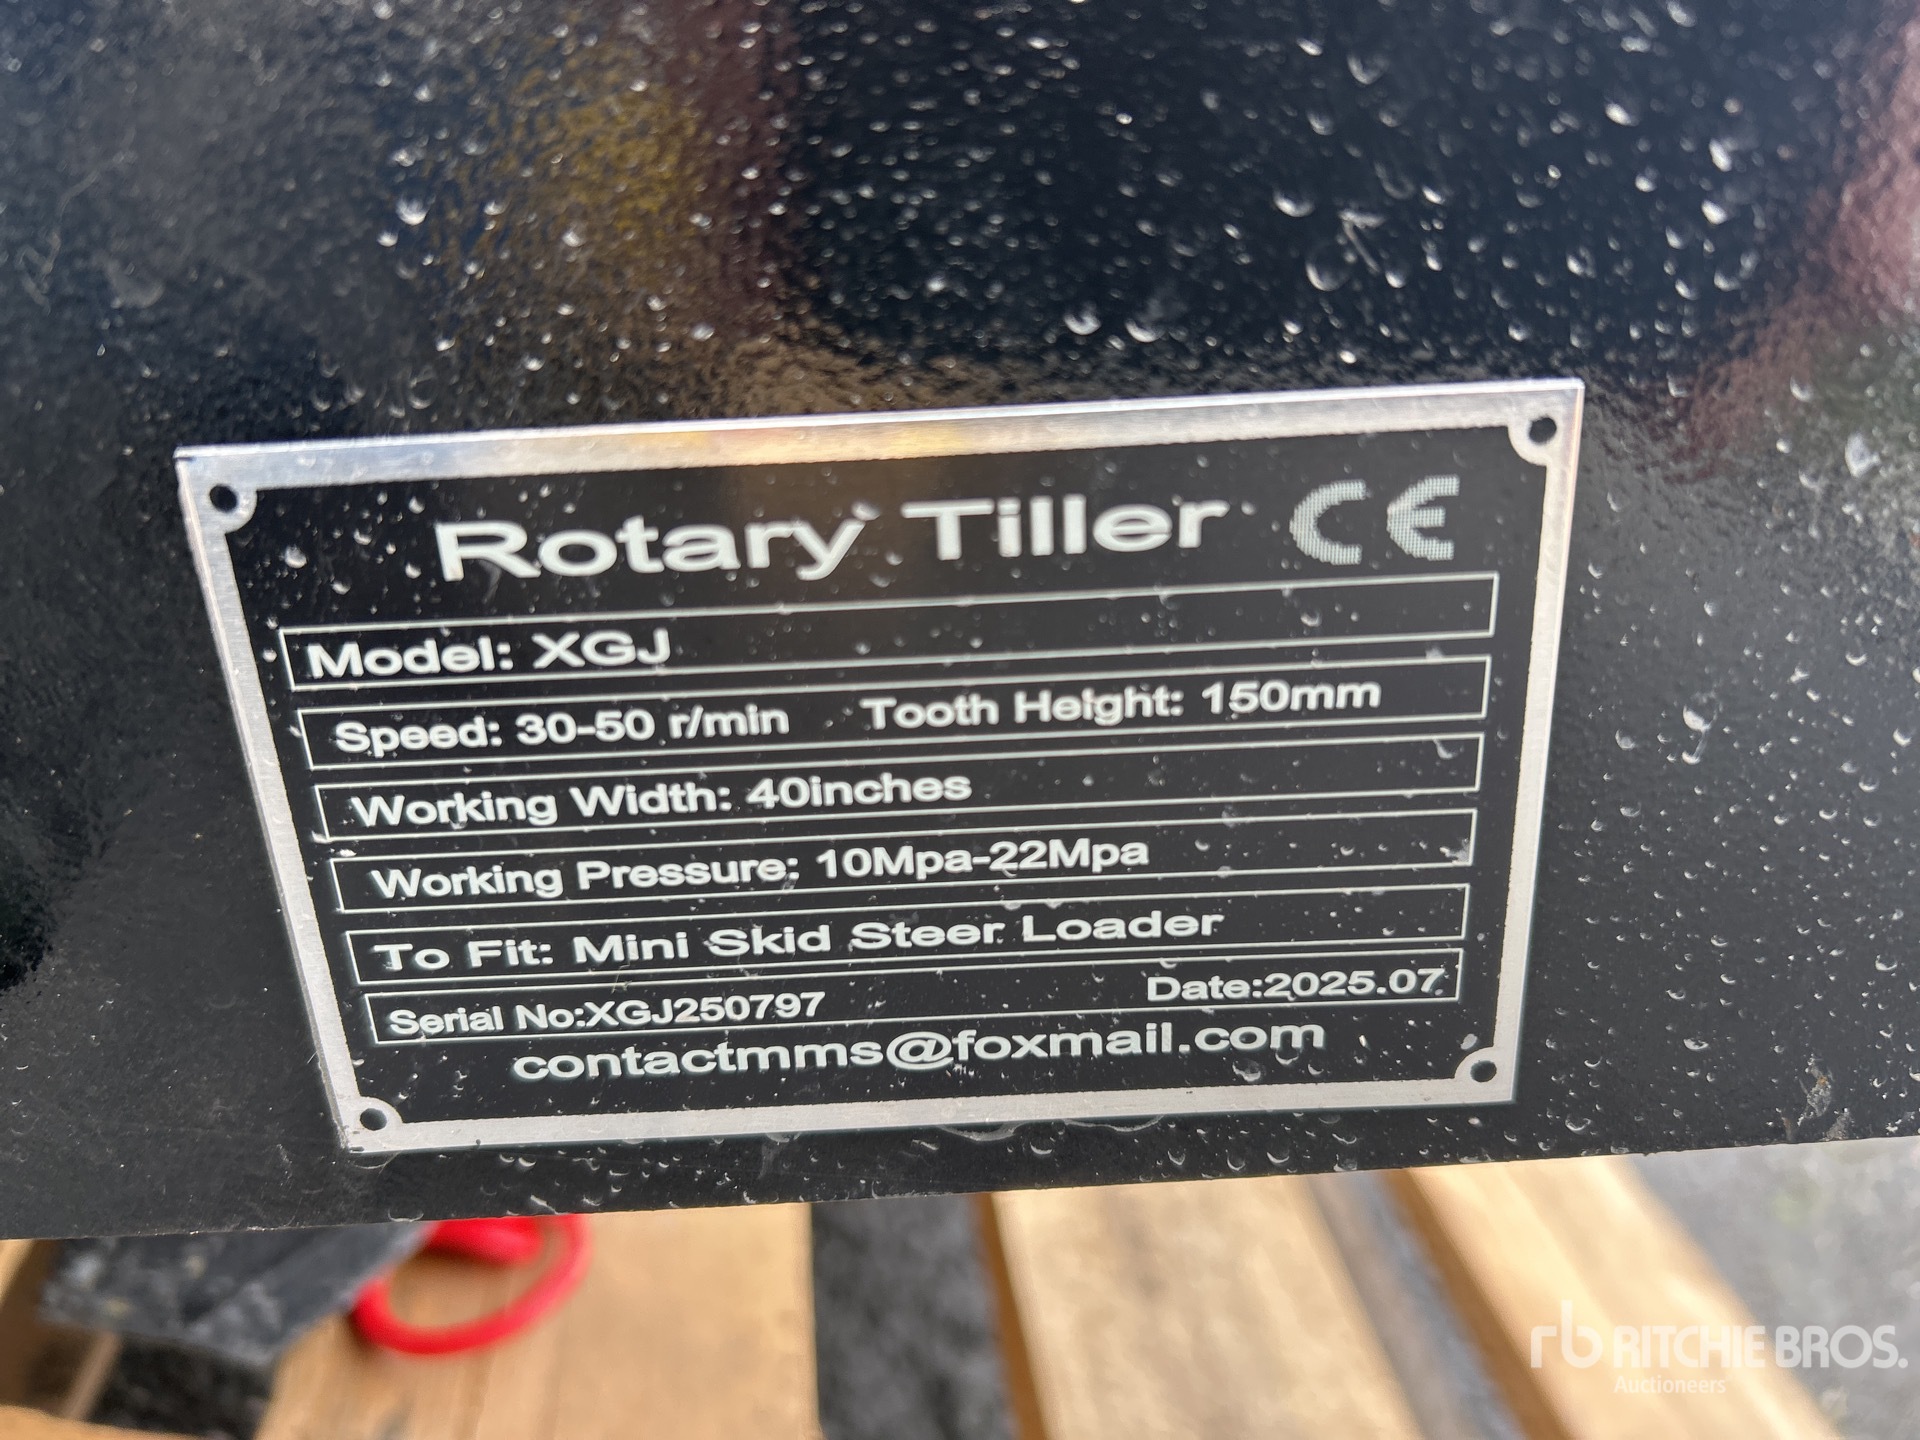 Rotary Tiller CE
Model: XGJ
Speed: 30-50 r/min Tooth Height: 150mm
Working Width: 40inches
Working Pressure: 10Mpa-22Mpa
To Fit: Mini Skid Steer Loader
Serial No:XGJ250797 Date:2025.07
contactmms@foxmail.com
rb RITCHIE BROS.
Auctioneers